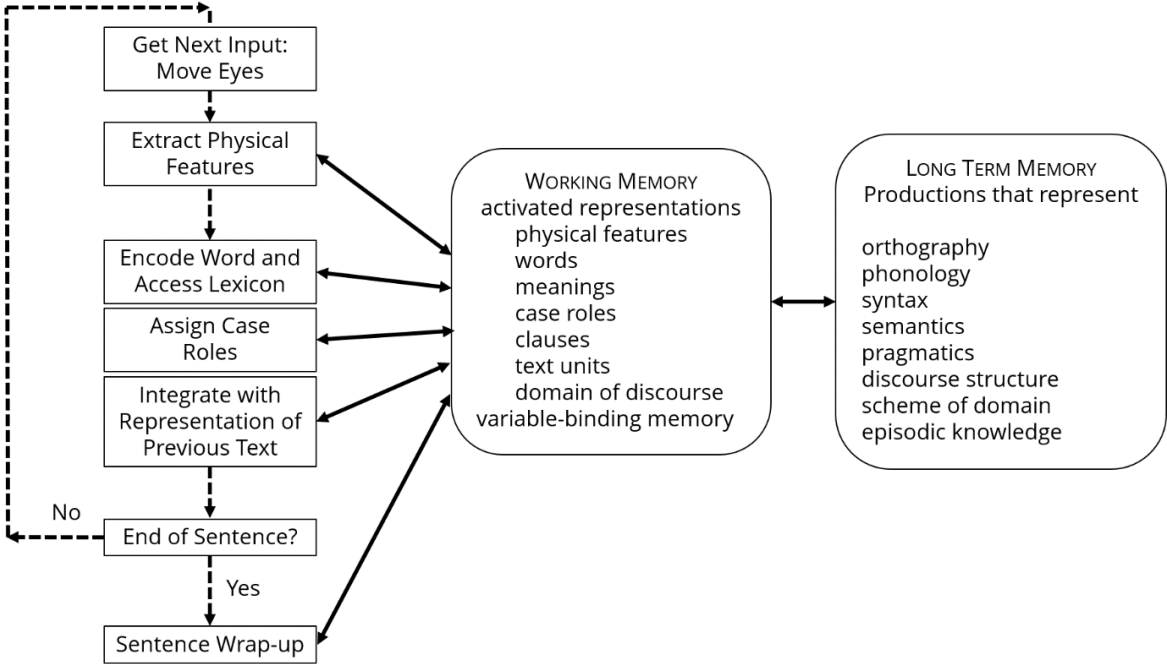 Get Next Input:
Move Eyes
Extract Physical
Features
Encode Word and
Access Lexicon
Assign Case
Roles
Integrate with
Representation of
Previous Text
No
End of Sentence?
Yes
Sentence Wrap-up
WORKING MEMORY
activated representations
physical features
words
meanings
case roles
clauses
text units
domain of discourse
variable-binding memory
LONG TERM MEMORY
Productions that represent
orthography
phonology
syntax
semantics
pragmatics
discourse structure
scheme of domain
episodic knowledge